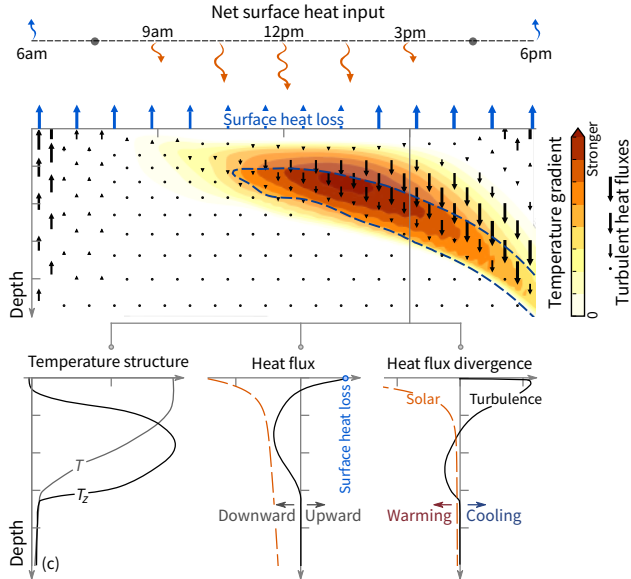 Net surface heat input
9am 12pm 3pm
6am 6pm
Surface heat loss
Depth
Temperature gradient
0 Stronger
Turbulent heat fluxes
Temperature structure
Heat flux
Heat flux divergence
T
Tz
Depth
(c)
Surface heat loss
Downward Upward
Solar
Turbulence
Warming Cooling